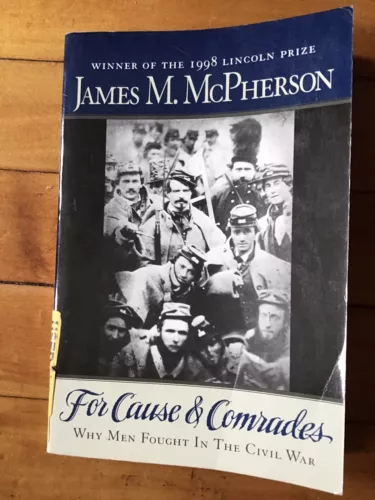 WINNER OF THE 1998 LINCOLN PRIZE
JAMES M. MCPHERSON
For Cause & Comrades
WHY MEN FOUGHT IN THE CIVIL WAR